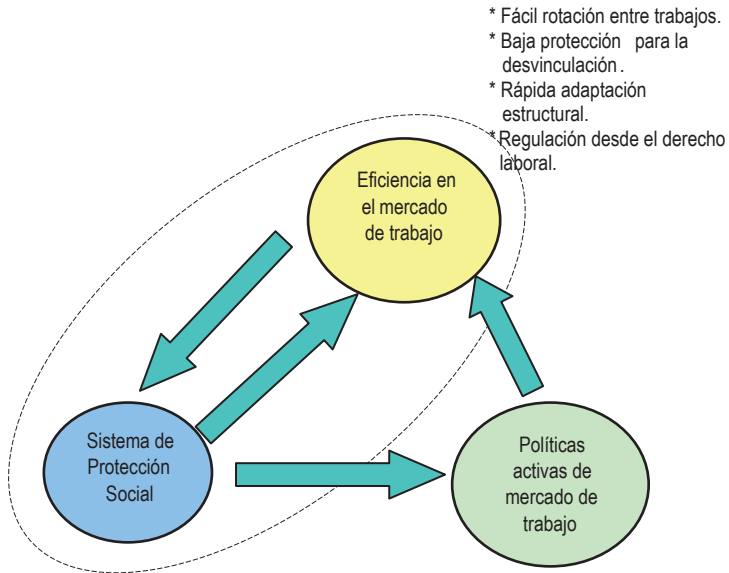 * Fácil rotación entre trabajos.
* Baja protección para la
desvinculación.
* Rápida adaptación
estructural.
* Regulación desde el derecho
laboral.
Eficiencia en
el mercado
de trabajo
Sistema de
Protección
Social
Políticas
activas de
mercado de
trabajo